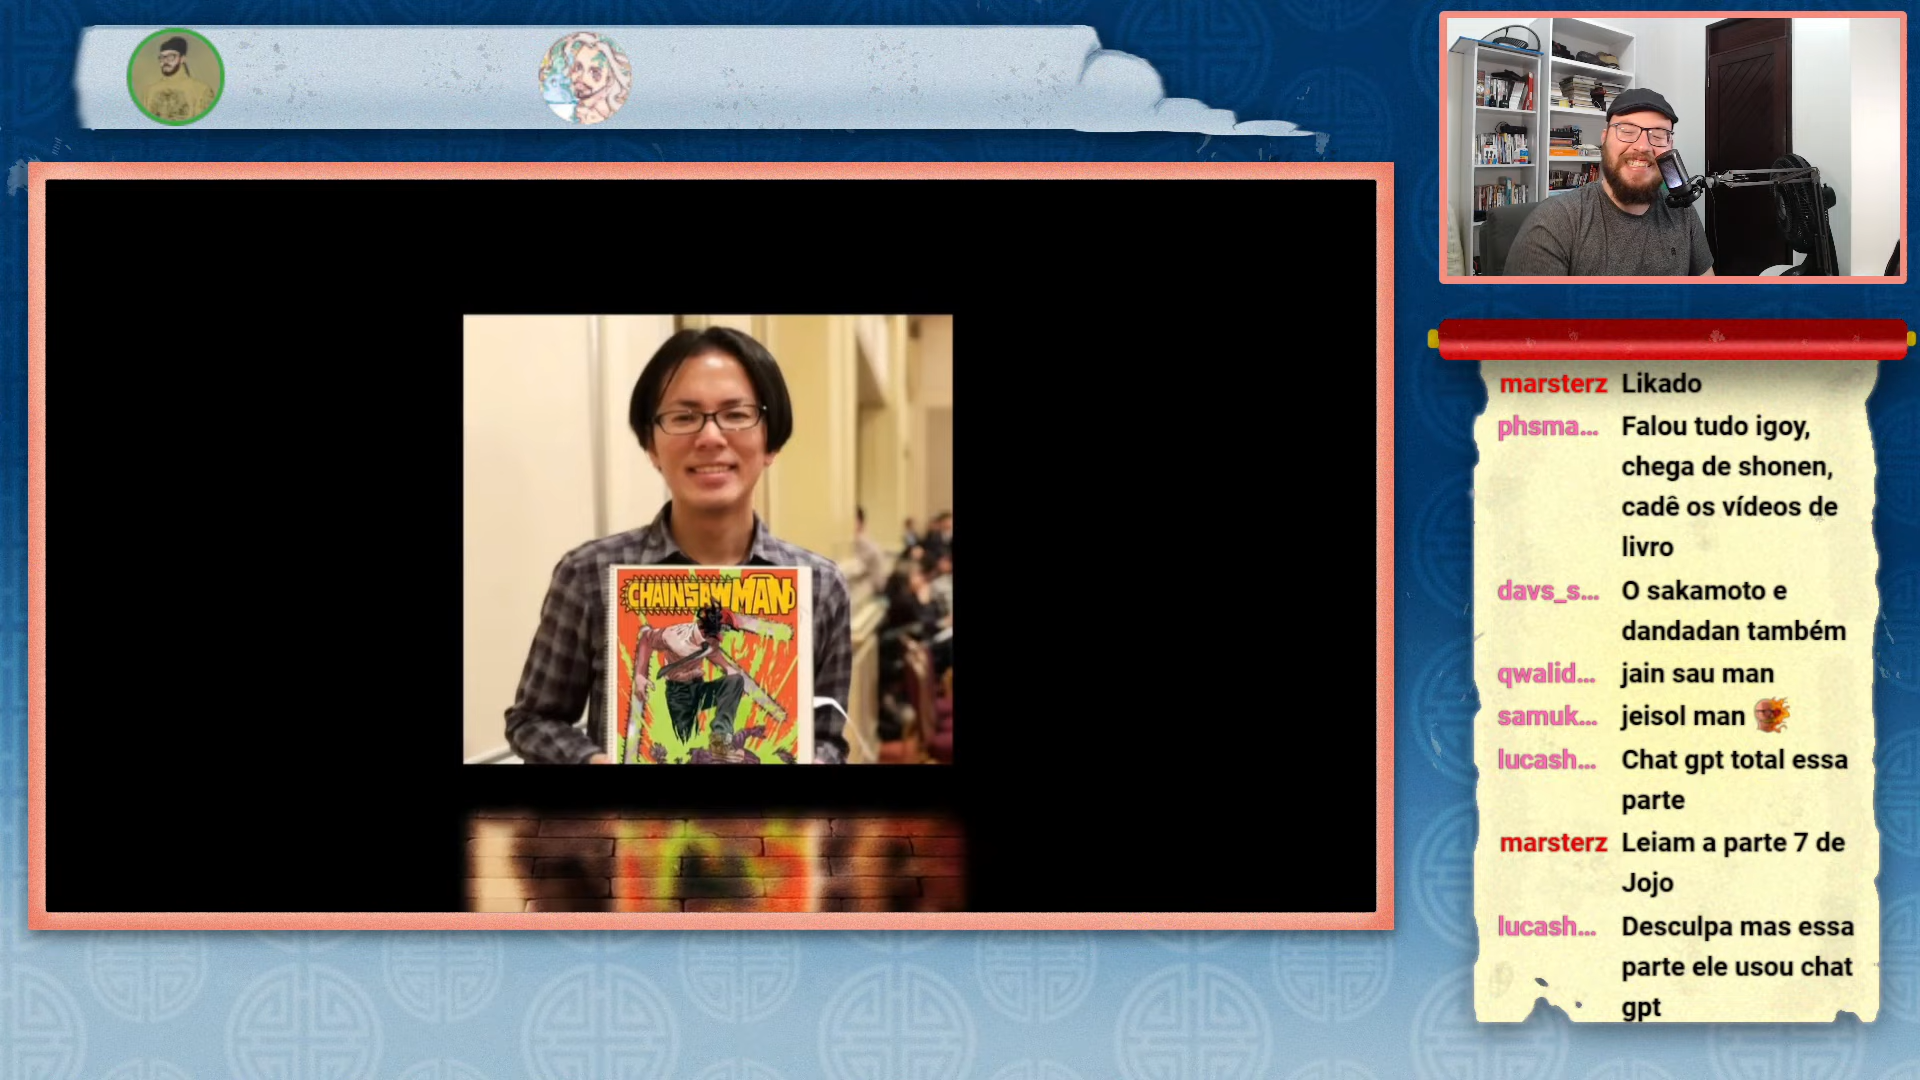 CHAINSAWMAN
marsterz Likado
phsma... Falou tudo igoy,
chega de shonen,
cadê os vídeos de
livro
davs_s... O sakamoto e
dandadan também
qwalid... jain sau man
samuk... jeisol man
lucash... Chat gpt total essa
parte
marsterz Leiam a parte 7 de
Jojo
lucash... Desculpa mas essa
parte ele usou chat
gpt